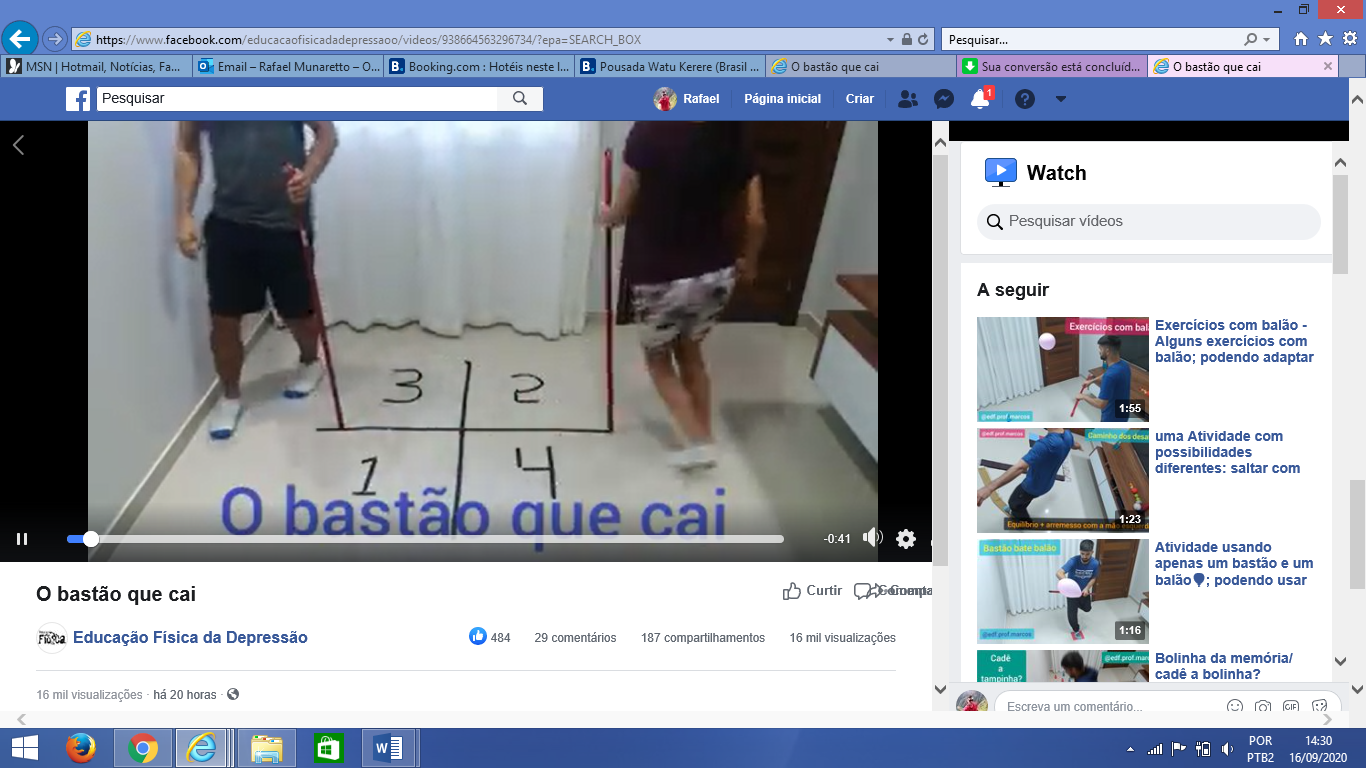 https://www.facebook.com/educacaofisicadadepressaoo/videos/938664563296734/?epa=SEARCH_BOX
Pesquisar...
MSN | Hotmail, Notícias, Fa...
Email – Rafael Munaretto – O...
B. Booking.com : Hotéis neste l...
B. Pousada Watu Kerere (Brasil ...
O bastão que cai
Sua conversão está concluíd...
O bastão que cai
Pesquisar
Rafael
Página inicial
Criar
1
3 2
1 4
O bastão que cai
-0:41
O bastão que cai
Curtir
Educação Física da Depressão
484
29 comentários
187 compartilhamentos
16 mil visualizações
16 mil visualizações · há 20 horas ·
Watch
Pesquisar vídeos
A seguir
Exercícios com bal
@edf.prof.marcos
1:55
Exercícios com balão -
Alguns exercícios com
balão; podendo adaptar
@edf.prof.marcos
Caminho dos desa
Equilíbrio + arremesso com a mão esquerd
1:23
uma Atividade com
possibilidades
diferentes: saltar com
Bastão bate balão
@edf.prof.marcos
1:16
Atividade usando
apenas um bastão e um
balão🎈; podendo usar
Cadê a
tampinha?
@edf.prof.mar
Bolinha da memória/
cadê a bolinha?
Escreva um comentário...
GIF
POR
PTB2
14:30
16/09/2020